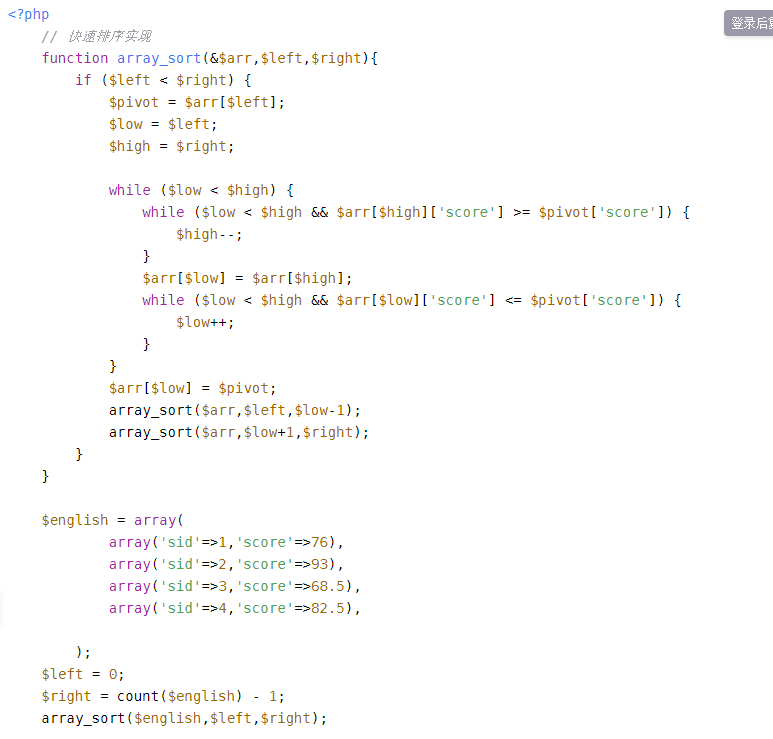 <?php
// 快速排序实现
登录后复
function array_sort(&$arr,$left,$right){
if ($left < $right) {
$pivot = $arr[$left];
$low = $left;
$high = $right;
while ($low < $high) {
while ($low < $high && $arr[$high]['score'] >= $pivot['score']) {
$high--;
}
$arr[$low] = $arr[$high];
while ($low < $high && $arr[$low]['score'] <= $pivot['score']) {
$low++;
}
}
$arr[$low] = $pivot;
array_sort($arr,$left,$low-1);
array_sort($arr,$low+1,$right);
}
}
$english = array(
array('sid'=>1,'score'=>76),
array('sid'=>2,'score'=>93),
array('sid'=>3,'score'=>68.5),
array('sid'=>4,'score'=>82.5),
);
$left = 0;
$right = count($english) - 1;
array_sort($english,$left,$right);